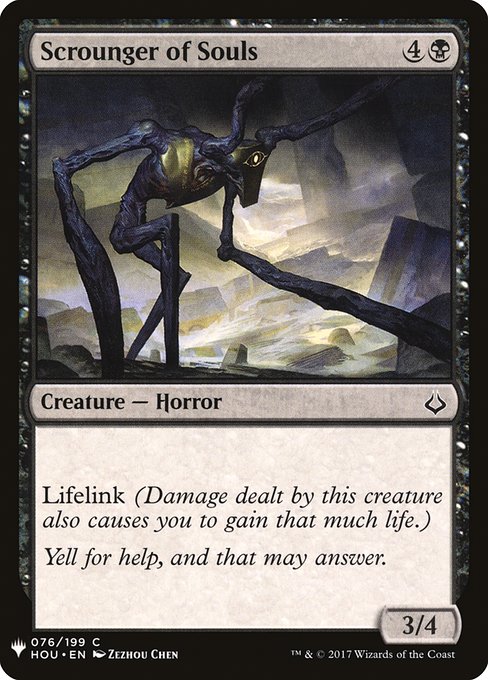 Scrounger of Souls 4
Creature — Horror
Lifelink (Damage dealt by this creature
also causes you to gain that much life.)
Yell for help, and that may answer.
3/4
076/199 C
HOU • EN Zezhou Chen
™ & © 2017 Wizards of the Coast